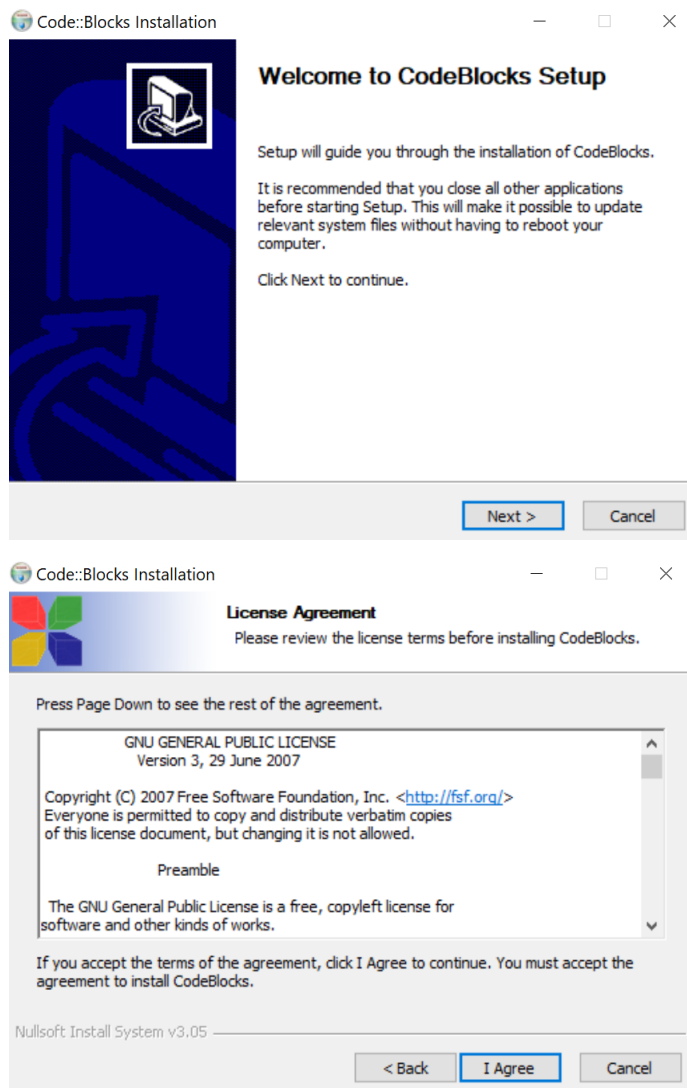 Code::Blocks Installation
Welcome to CodeBlocks Setup
Setup will guide you through the installation of CodeBlocks.
It is recommended that you close all other applications
before starting Setup. This will make it possible to update
relevant system files without having to reboot your
computer.
Click Next to continue.
Next >
Cancel
Code::Blocks Installation
License Agreement
Please review the license terms before installing CodeBlocks.
Press Page Down to see the rest of the agreement.
GNU GENERAL PUBLIC LICENSE
Version 3, 29 June 2007
Copyright (C) 2007 Free Software Foundation, Inc. <http://fsf.org/>
Everyone is permitted to copy and distribute verbatim copies
of this license document, but changing it is not allowed.
Preamble
The GNU General Public License is a free, copyleft license for
software and other kinds of works.
If you accept the terms of the agreement, click I Agree to continue. You must accept the
agreement to install CodeBlocks.
Nullsoft Install System v3.05
< Back
I Agree
Cancel